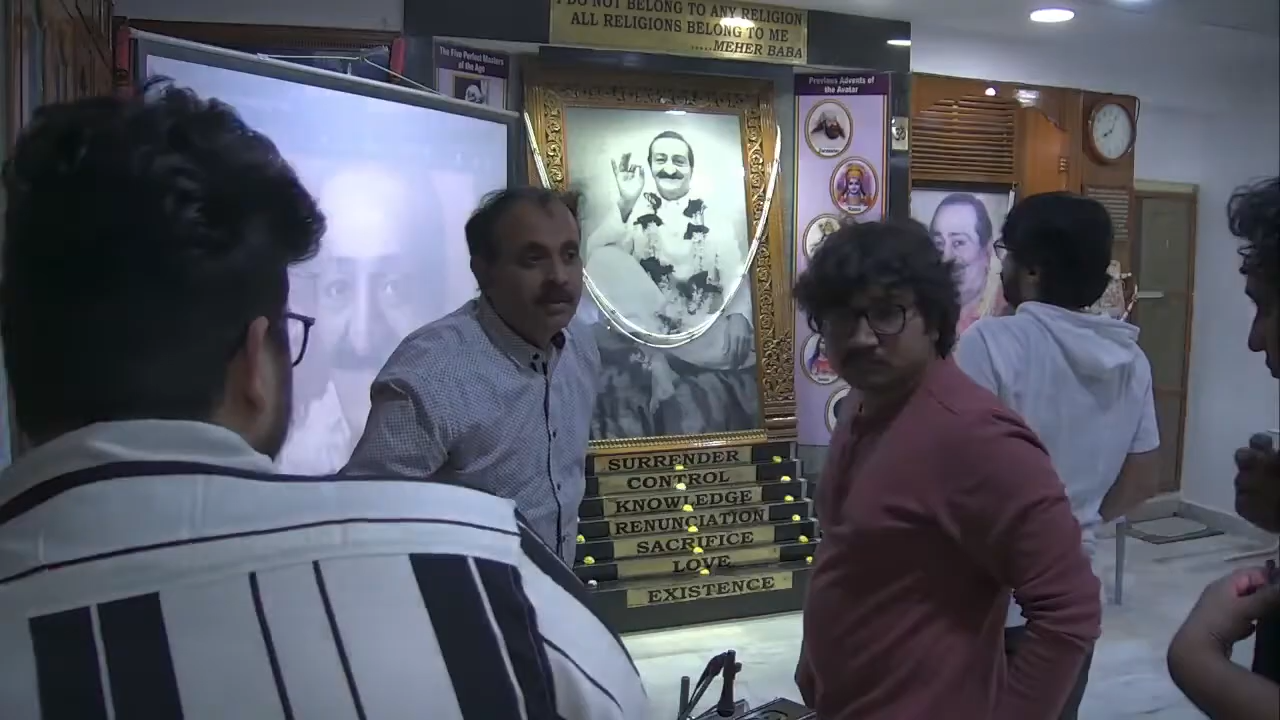 I DO NOT BELONG TO ANY RELIGION
ALL RELIGIONS BELONG TO ME
.....MEHER BABA
The Five Perfect Masters
of the Age
Previous Advents of
the Avatar
Rama
SURRENDER
CONTROL
KNOWLEDGE
RENUNCIATION
SACRIFICE
LOVE
EXISTENCE